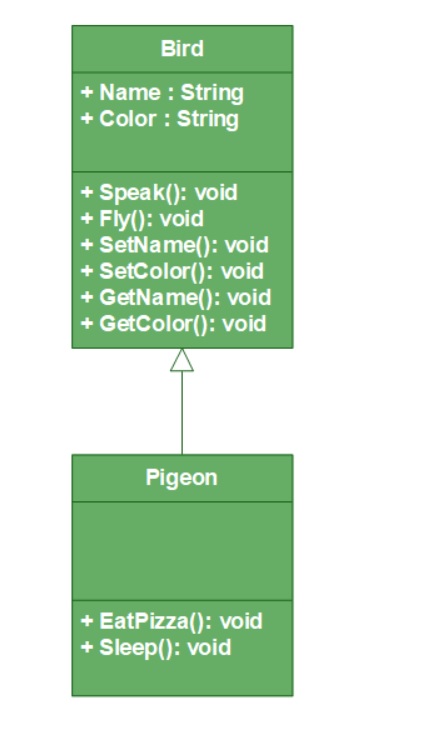 Bird
+ Name : String
+ Color : String
+ Speak(): void
+ Fly(): void
+ SetName(): void
+ SetColor(): void
+ GetName(): void
+ GetColor(): void
Pigeon
+ EatPizza(): void
+ Sleep(): void